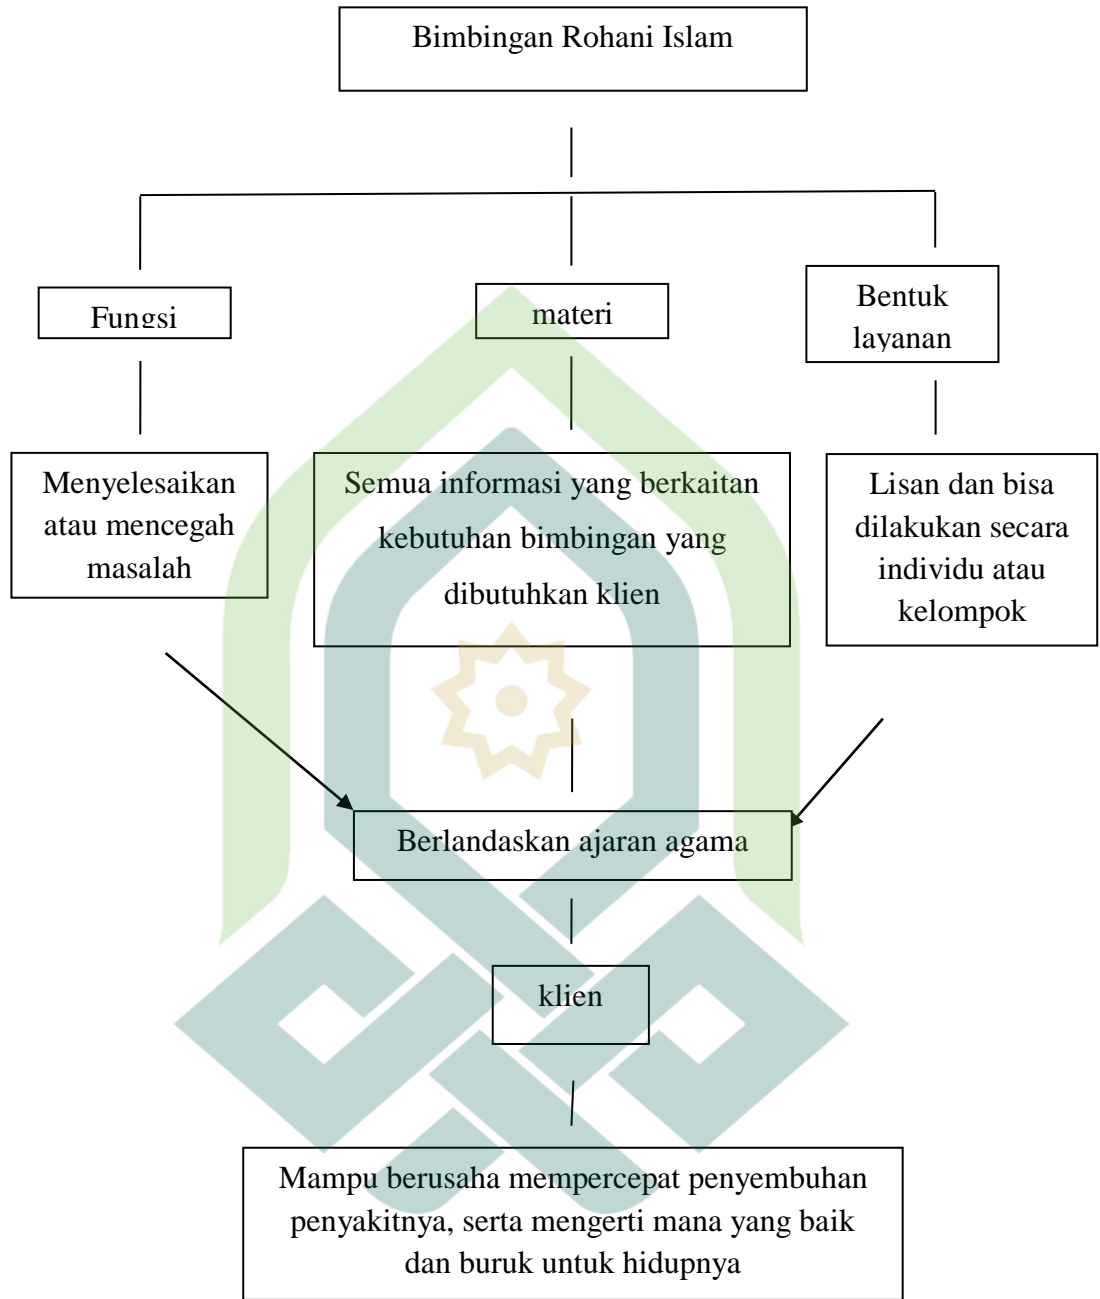 Bimbingan Rohani Islam
Fungsi
materi
Bentuk
layanan
Menyelesaikan
atau mencegah
masalah
Semua informasi yang berkaitan
kebutuhan bimbingan yang
dibutuhkan klien
Lisan dan bisa
dilakukan secara
individu atau
kelompok
Berlandaskan ajaran agama
klien
Mampu berusaha mempercepat penyembuhan
penyakitnya, serta mengerti mana yang baik
dan buruk untuk hidupnya